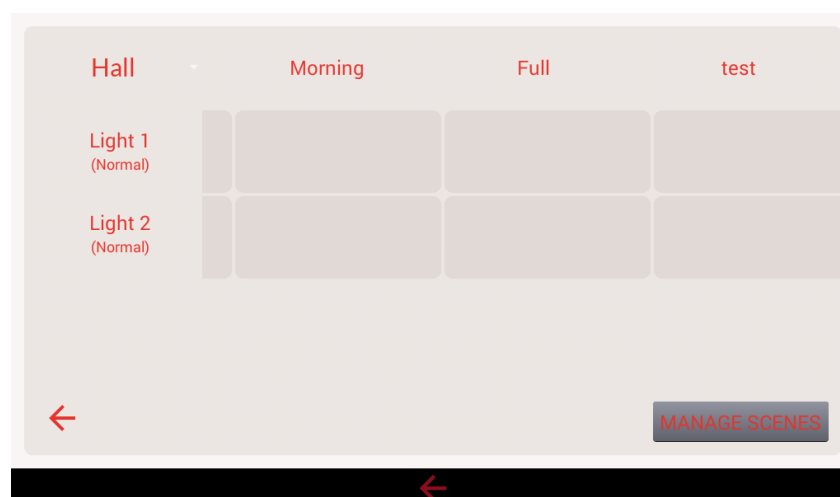 Hall Morning Full test
Light 1
(Normal)
Light 2
(Normal)
MANAGE SCENES